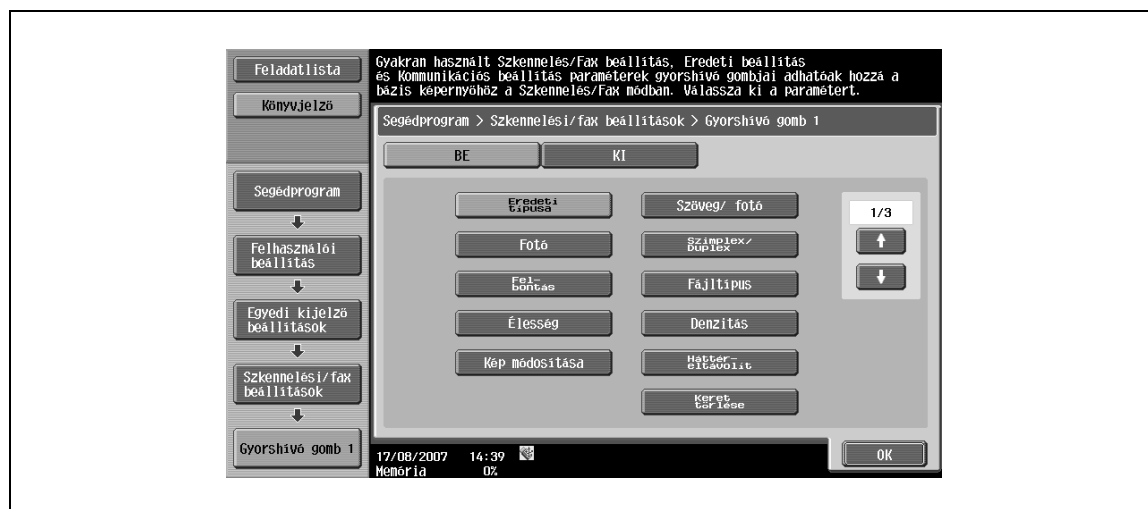 Feladatlista
Könyvjelzö
Gyakran használt Szkennelés/Fax beállítás, Eredeti beállítás
és Kommunikációs beállítás paraméterek gyorshívó gombjai adhatóak hozzá a
bázis képernyöhöz a Szkennelés/Fax módban. Válassza ki a paramétert.
Segédprogram > Szkennelési/fax beállítások > Gyorshívó gomb 1
BE
KI
Segédprogram
Felhasználói
beállítás
Egyedi kijelzö
beállítások
Szkennelési/fax
beállítások
Gyorshívó gomb 1
Eredeti
típusa
Szöveg/ fotó
Fotó
Szimplex/
Duplex
Fel-
bontás
Fájltípus
Élesség
Denzitás
Kép módosítása
Háttér-
eltávolít
Keret
törlése
1/3
17/08/2007 14:39
Memória 0%
OK